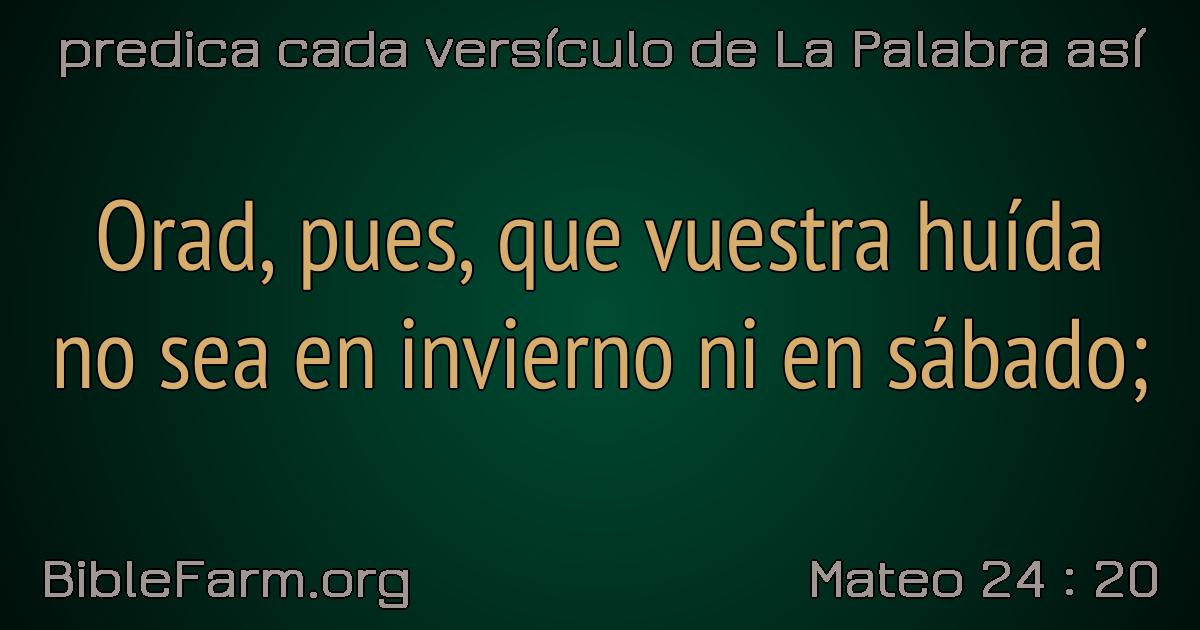 predica cada versículo de La Palabra así
Orad, pues, que vuestra huída
no sea en invierno ni en sábado;
BibleFarm.org
Mateo 24 : 20